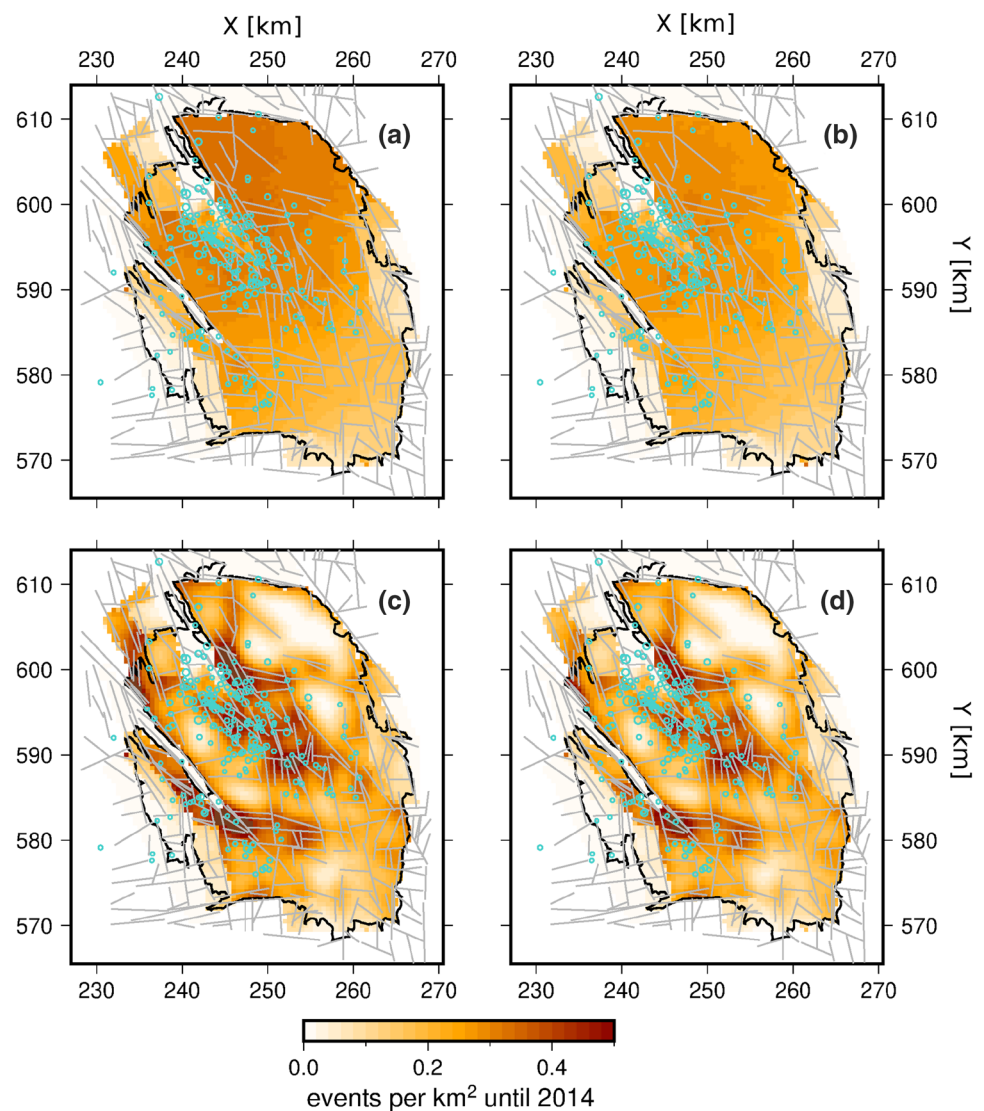 X [km] X [km]
230 240 250 260 270 230 240 250 260 270
610 (a) (b) 610
600 600
590 590
580 580
570 570
Y [km]
610 (c) (d) 610
600 600
590 590
580 580
570 570
Y [km]
230 240 250 260 270 230 240 250 260 270
0.0 0.2 0.4
events per km² until 2014